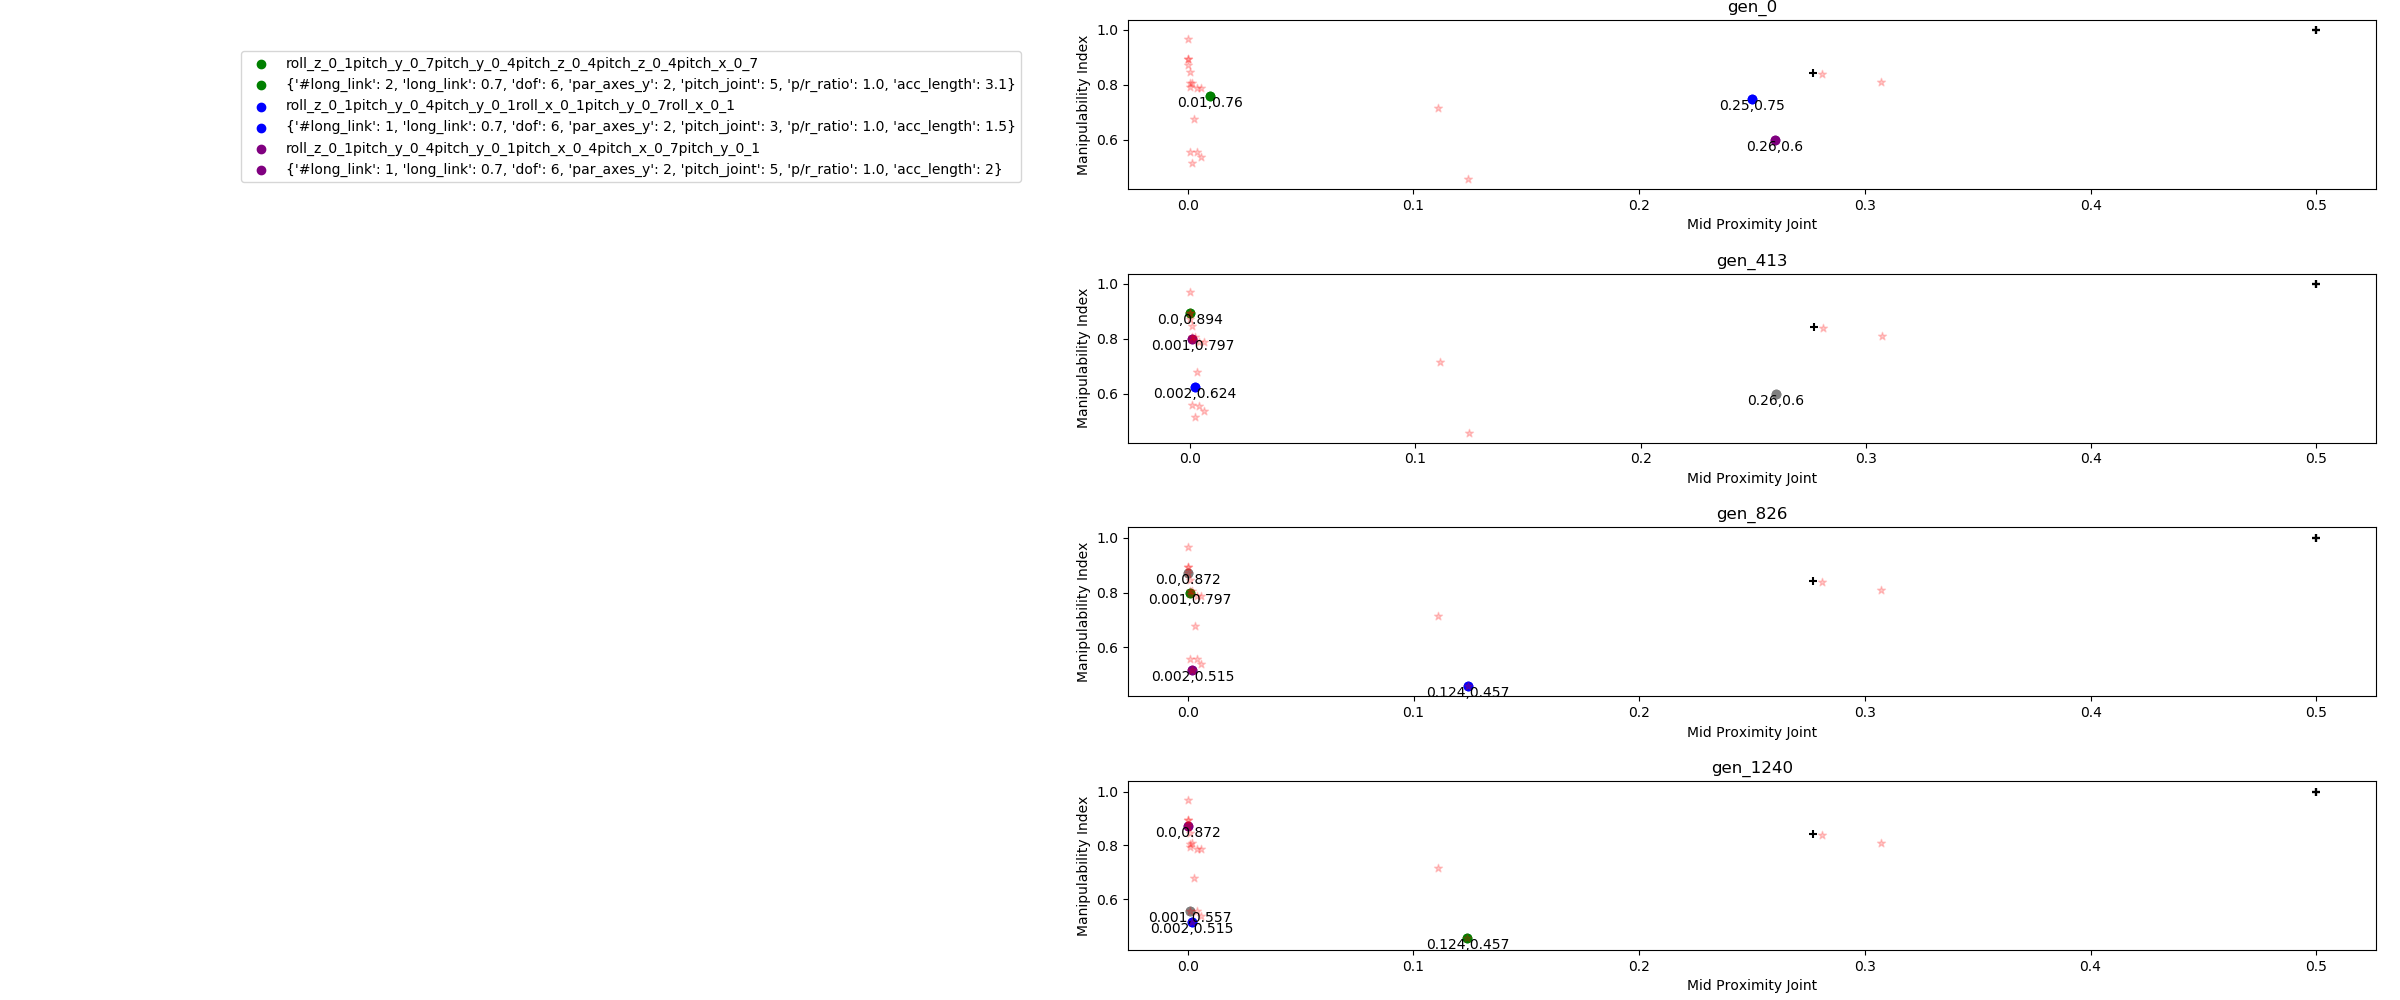 roll_z_0_1pitch_y_0_7pitch_y_0_4pitch_z_0_4pitch_z_0_4pitch_x_0_7
{'#long_link': 2, 'long_link': 0.7, 'dof': 6, 'par_axes_y': 2, 'pitch_joint': 5, 'p/r_ratio': 1.0, 'acc_length': 3.1}
roll_z_0_1pitch_y_0_4pitch_y_0_1roll_x_0_1pitch_y_0_7roll_x_0_1
{'#long_link': 1, 'long_link': 0.7, 'dof': 6, 'par_axes_y': 2, 'pitch_joint': 3, 'p/r_ratio': 1.0, 'acc_length': 1.5}
roll_z_0_1pitch_y_0_4pitch_y_0_1pitch_x_0_4pitch_x_0_7pitch_y_0_1
{'#long_link': 1, 'long_link': 0.7, 'dof': 6, 'par_axes_y': 2, 'pitch_joint': 5, 'p/r_ratio': 1.0, 'acc_length': 2}
gen_0
Manipulability Index
1.0
0.8
0.6
0.01,0.76
0.25,0.75
0.26,0.6
0.0 0.1 0.2 0.3 0.4 0.5
Mid Proximity Joint
gen_413
Manipulability Index
1.0
0.8
0.6
0.0,0.894
0.001,0.797
0.002,0.624
0.26,0.6
0.0 0.1 0.2 0.3 0.4 0.5
Mid Proximity Joint
gen_826
Manipulability Index
1.0
0.8
0.6
0.0,0.872
0.001,0.797
0.002,0.515
0.124,0.457
0.0 0.1 0.2 0.3 0.4 0.5
Mid Proximity Joint
gen_1240
Manipulability Index
1.0
0.8
0.6
0.0,0.872
0.001,0.557
0.002,0.515
0.124,0.457
0.0 0.1 0.2 0.3 0.4 0.5
Mid Proximity Joint